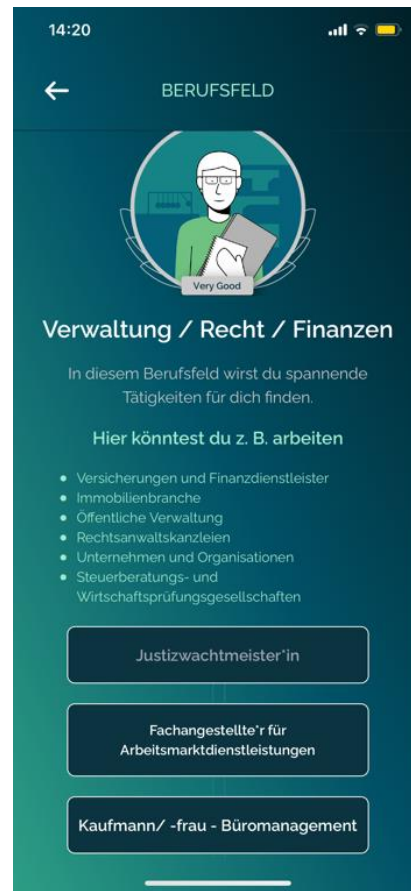 14:20
BERUFSFELD
Very Good
Verwaltung / Recht / Finanzen
In diesem Berufsfeld wirst du spannende
Tätigkeiten für dich finden.
Hier könntest du z. B. arbeiten
• Versicherungen und Finanzdienstleister
• Immobilienbranche
• Öffentliche Verwaltung
• Rechtsanwaltskanzleien
• Unternehmen und Organisationen
• Steuerberatungs- und
Wirtschaftsprüfungsgesellschaften
Justizwachtmeister*in
Fachangestellte*r für
Arbeitsmarktdienstleistungen
Kaufmann/ -frau - Büromanagement